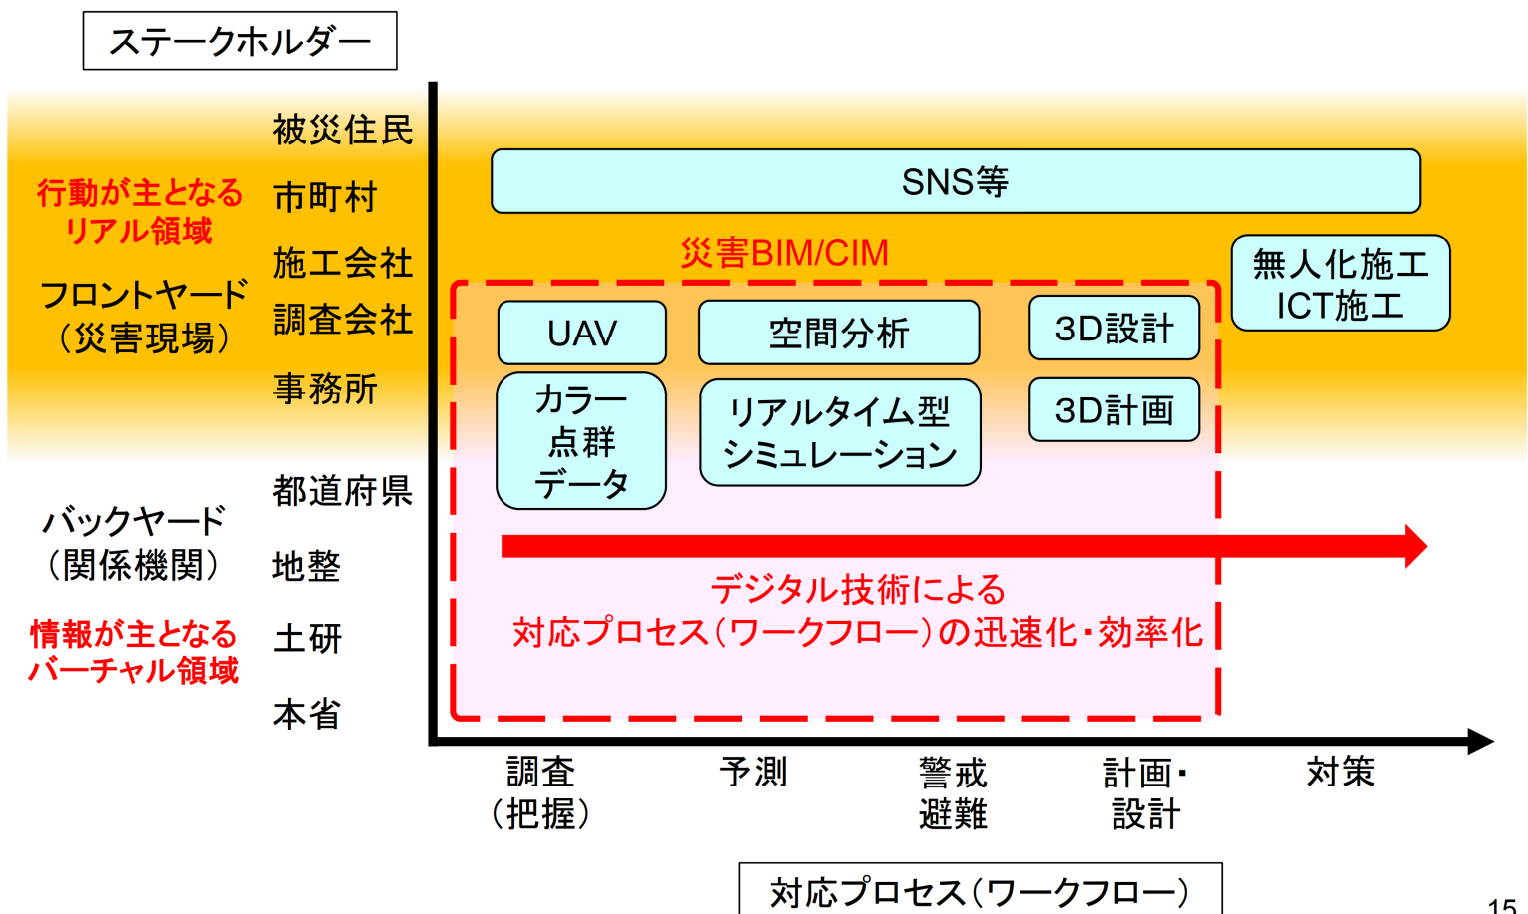 ステークホルダー
被災住民
行動が主となる
リアル領域
市町村
施工会社
フロントヤード
（災害現場）
調査会社
事務所
都道府県
バックヤード
（関係機関）
地整
情報が主となる
バーチャル領域
土研
本省
SNS等
災害BIM/CIM
無人化施工
ICT施工
UAV
空間分析
3D設計
カラー
点群
データ
リアルタイム型
シミュレーション
3D計画
デジタル技術による
対応プロセス（ワークフロー）の迅速化・効率化
調査
（把握）
予測
警戒
避難
計画・
設計
対策
対応プロセス（ワークフロー）
15